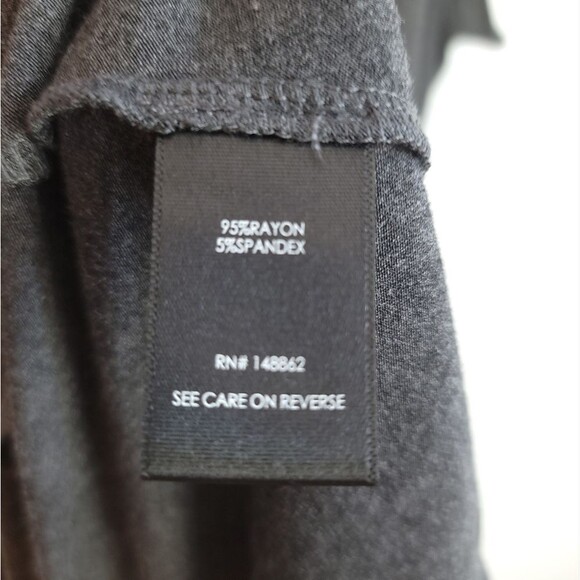 95%RAYON
5%SPANDEX
RN# 148862
SEE CARE ON REVERSE